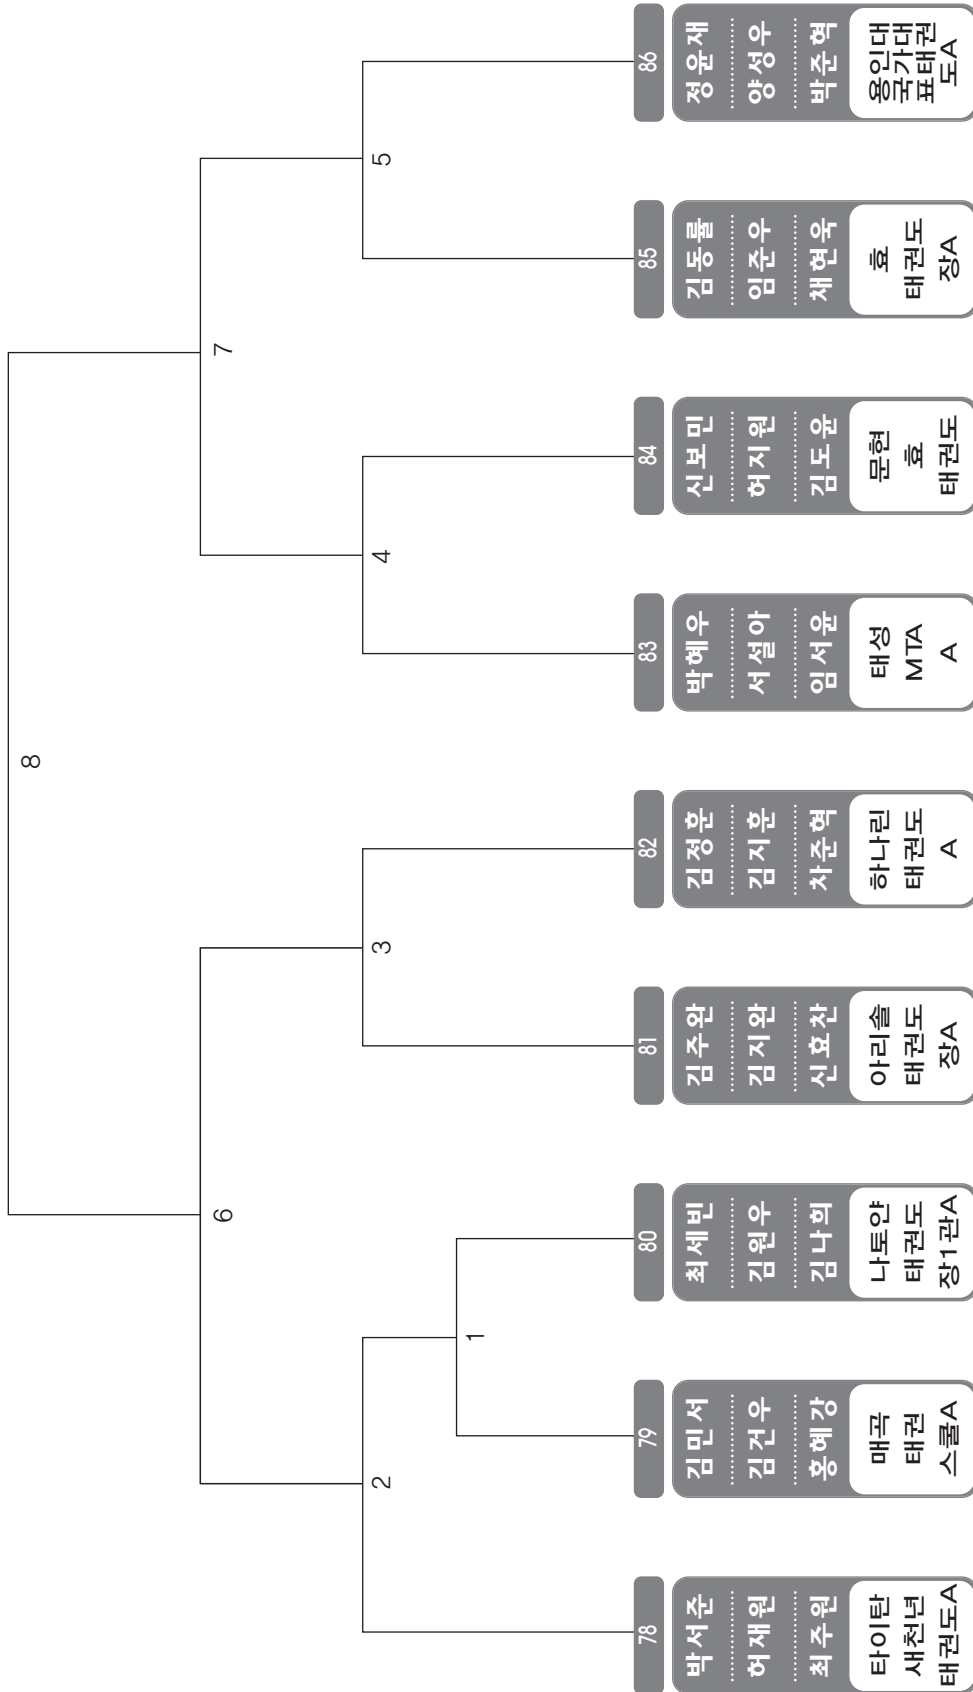 8
6
7
2
3
4
5
1
78
박서준
허재원
최주원
타이탄
새천년
태권도A
79
김민서
김건우
홍혜강
매곡
태권
스쿨A
80
최세빈
김원우
김나희
나토얀
태권도
장1관A
81
김주완
김지완
신효찬
아리솔
태권도
장A
82
김정훈
김지훈
차준혁
하나린
태권도
A
83
박혜우
서설아
임서윤
태성
MTA
A
84
신보민
허지원
김도윤
문현
효
태권도
85
김동률
임준우
채현욱
효
태권도
장A
86
정윤재
양성우
박준혁
용인대
국가대
표태권
도A